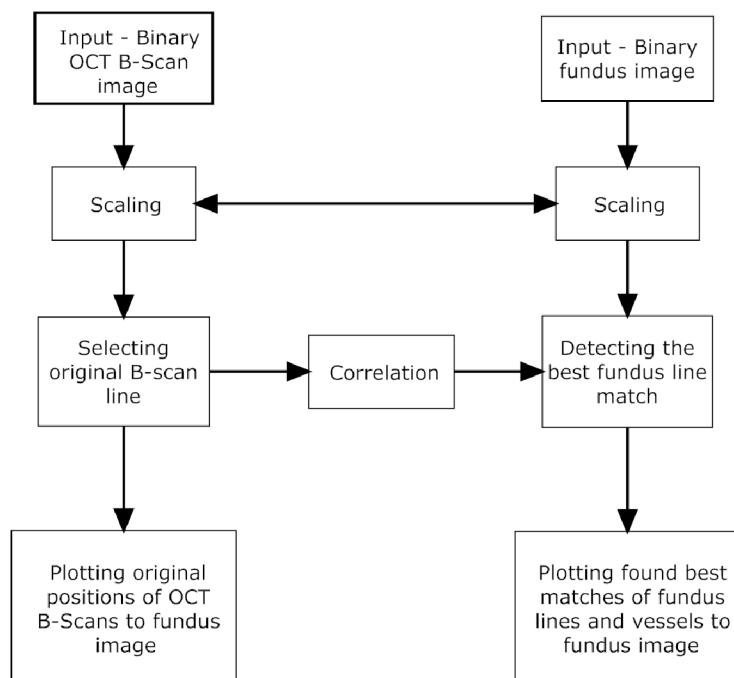 Input - Binary
OCT B-Scan
image
Input - Binary
fundus image
Scaling
Scaling
Selecting
original B-scan
line
Correlation
Detecting the
best fundus line
match
Plotting original
positions of OCT
B-Scans to fundus
image
Plotting found best
matches of fundus
lines and vessels to
fundus image